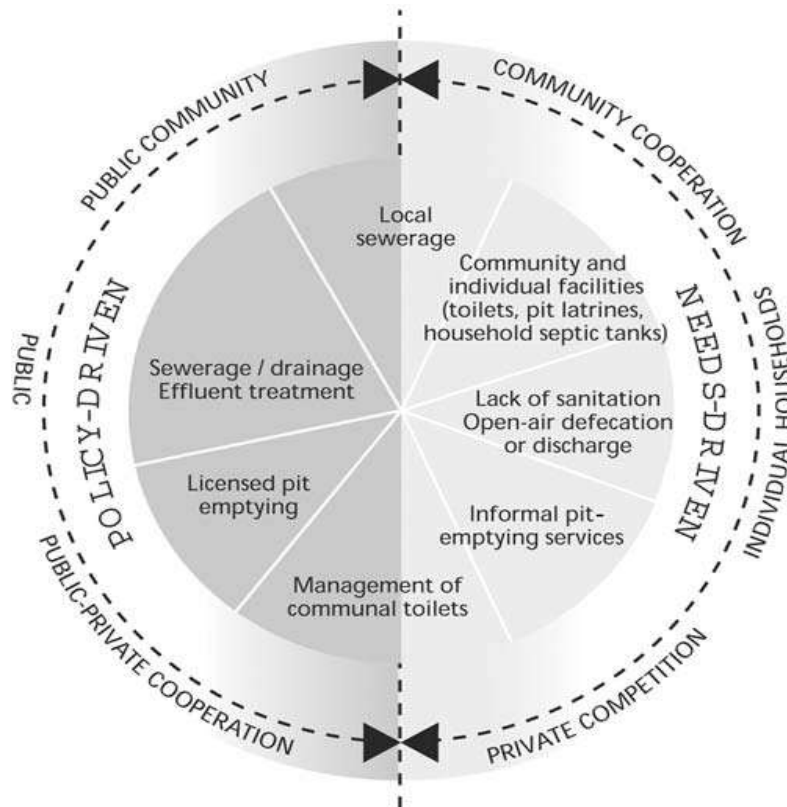 PUBLIC COMMUNITY
COMMUNITY COOPERATION
Local
sewerage
Community and
individual facilities
(toilets, pit latrines,
household septic tanks)
POLICY-DRIVEN
NEEDS-DRIVEN
PUBLIC
INDIVIDUAL HOUSEHOLDS
Sewerage / drainage
Effluent treatment
Lack of sanitation
Open-air defecation
or discharge
Licensed pit
emptying
Informal pit-
emptying services
Management of
communal toilets
PUBLIC-PRIVATE COOPERATION
PRIVATE COMPETITION